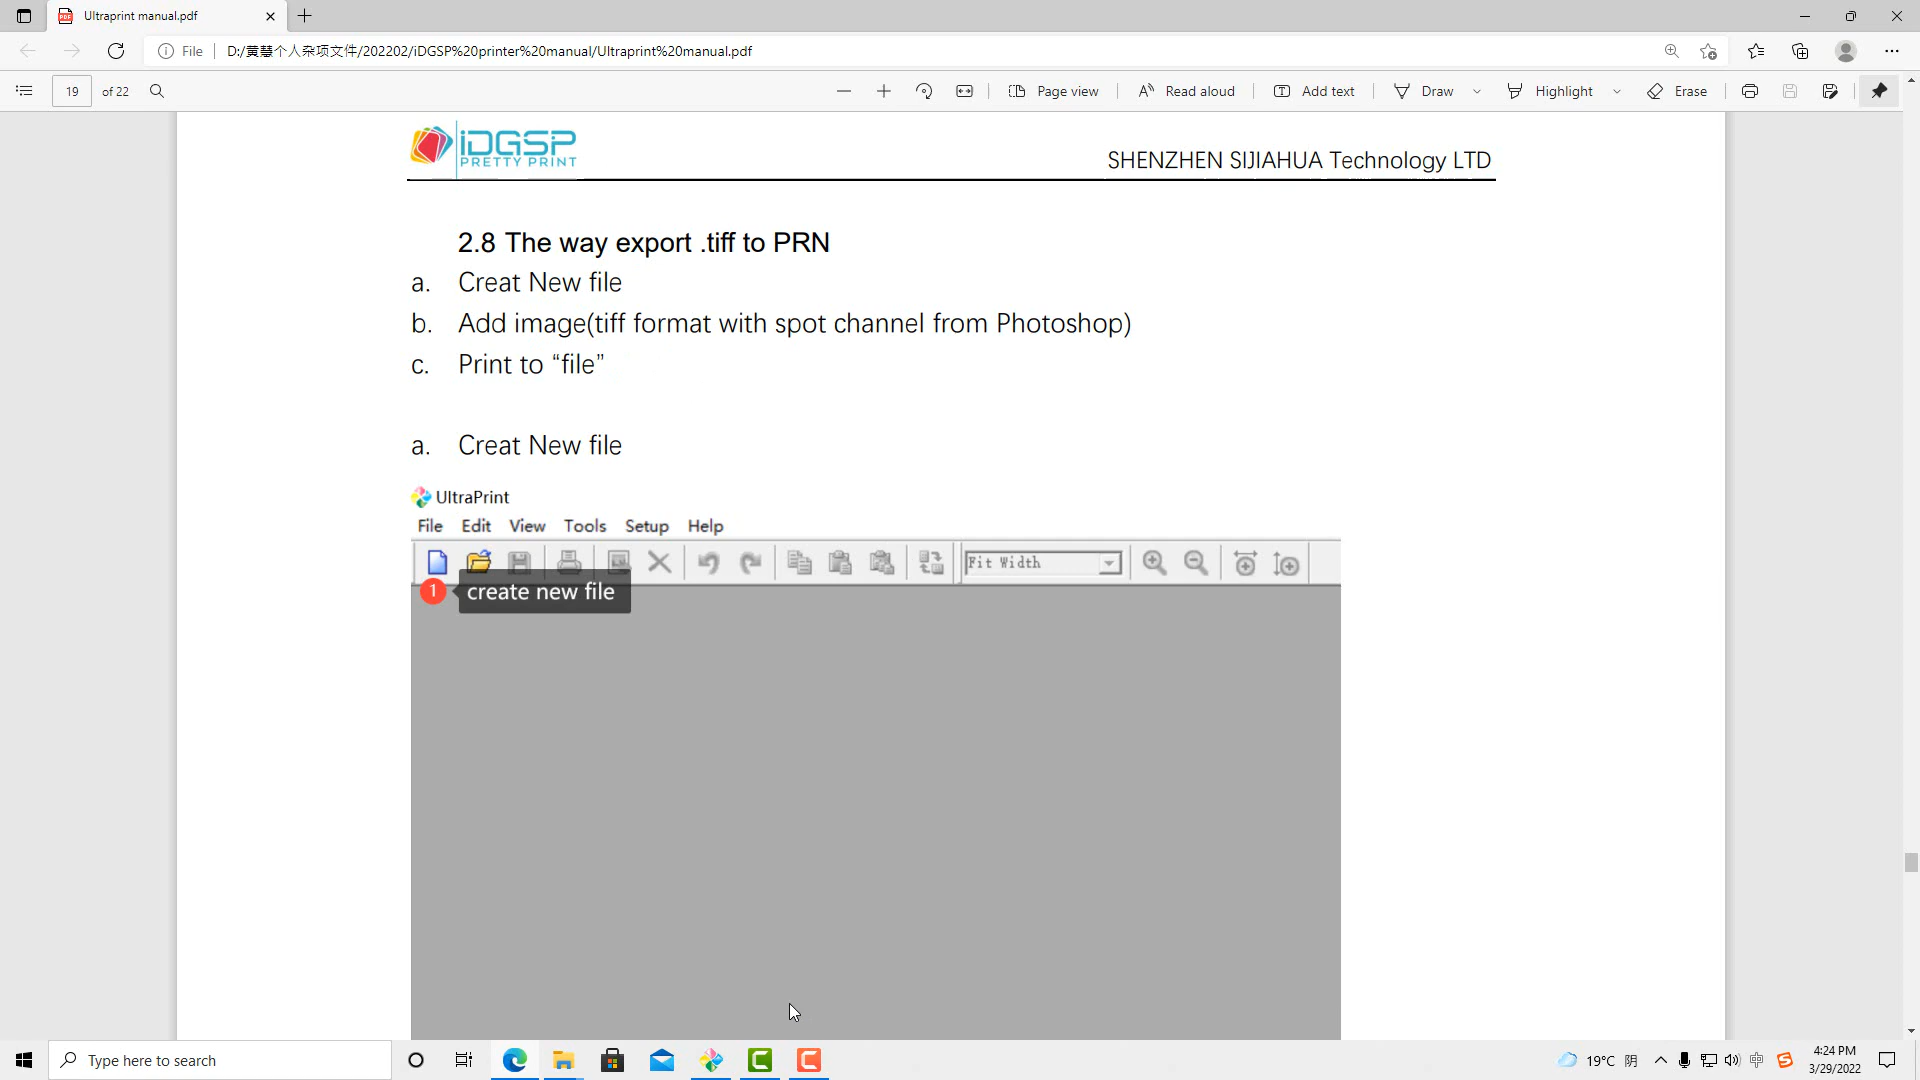 Ultraprint manual.pdf
File
D:/黄慧个人杂项文件/202202/iDGSP%20printer%20manual/Ultraprint%20manual.pdf
19 of 22
Page view
Read aloud
Add text
Draw
Highlight
Erase
iDGSP
PRETTY PRINT
SHENZHEN SIJIAHUA Technology LTD
2.8 The way export .tiff to PRN
a. Creat New file
b. Add image(tiff format with spot channel from Photoshop)
c. Print to “file”
a. Creat New file
UltraPrint
File Edit View Tools Setup Help
Fit Width
1 create new file
Type here to search
19°C 阴
中
4:24 PM
3/29/2022